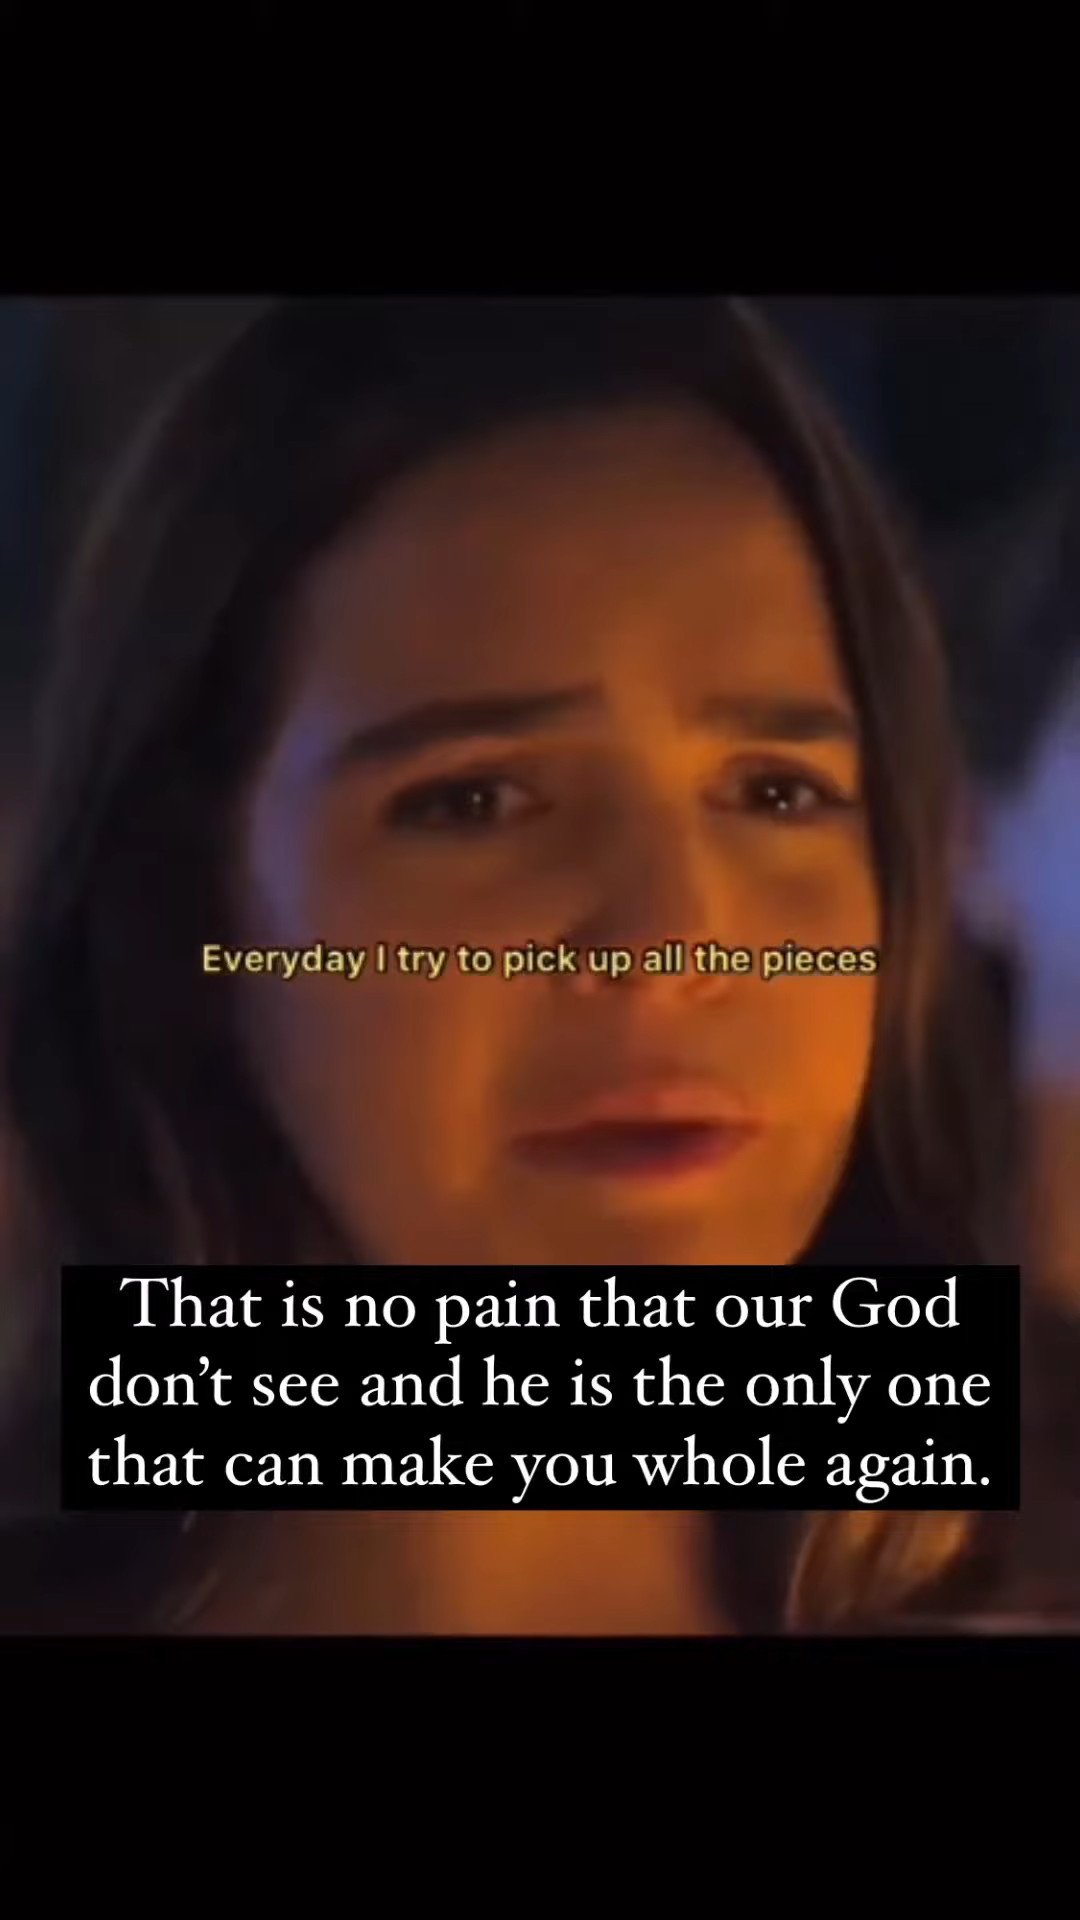 Everyday I try to pick up all the pieces
That is no pain that our God
don't see and he is the only one
that can make you whole again.